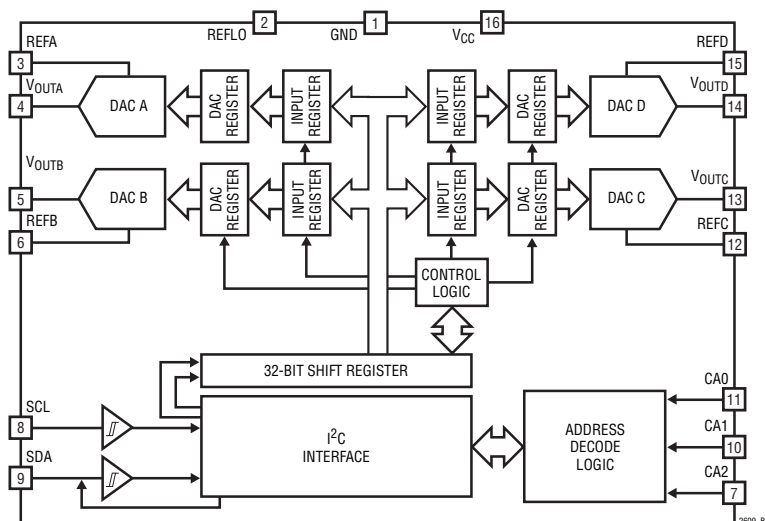 REFLO 2 GND 1 VCC 16
REFA
3
VOUTA
4
DAC A
DAC REGISTER
INPUT REGISTER
INPUT REGISTER
DAC REGISTER
DAC D
REFD
15
VOUTD
14
VOUTB
5
REFB
6
DAC B
DAC REGISTER
INPUT REGISTER
INPUT REGISTER
DAC REGISTER
DAC C
VOUTC
13
REFC
12
CONTROL
LOGIC
32-BIT SHIFT REGISTER
SCL
8
SDA
9
I2C
INTERFACE
ADDRESS
DECODE
LOGIC
CA0
11
CA1
10
CA2
7